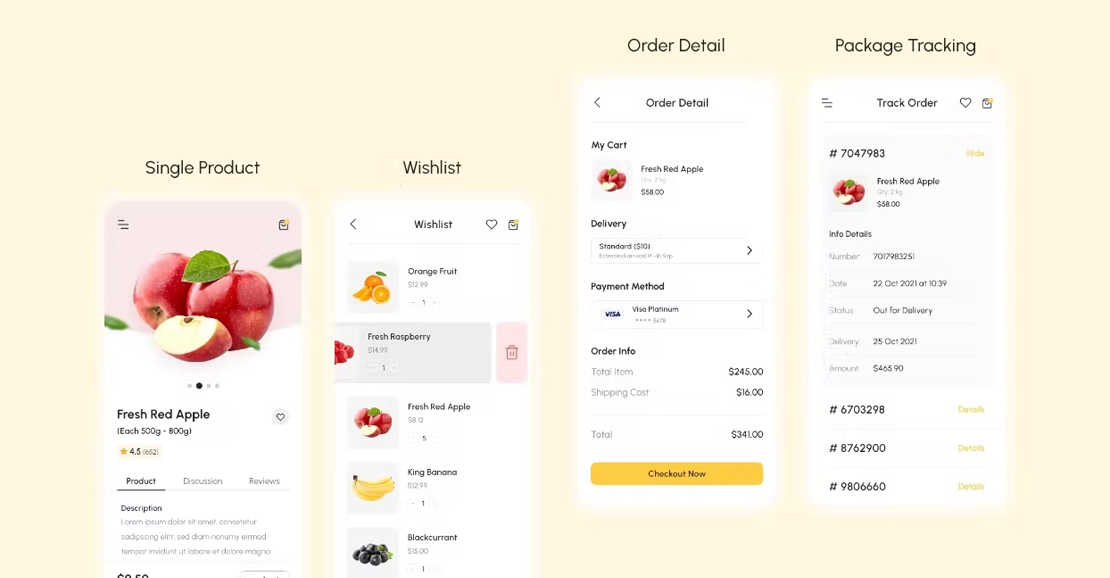 Single Product
Fresh Red Apple
(Each 500g - 800g)
4.5 (652)
Product Discussion Reviews
Description
Lorem ipsum dolor sit amet, consetetur
sadipscing elitr, sed diam nonumy eirmod
tempor invidunt ut labore et dolore magna
Wishlist
Wishlist
Orange Fruit
$12.99
1
Fresh Raspberry
$14.99
1
Fresh Red Apple
$8.12
5
King Banana
$12.99
1
Blackcurrant
$15.00
1
Order Detail
Order Detail
My Cart
Fresh Red Apple
Qty: 2 kg
$58.00
Delivery
Standard ($10)
Payment Method
VISA Visa Platinum
Order Info
Total Item $245.00
Shipping Cost $16.00
Total $341.00
Checkout Now
Package Tracking
Track Order
# 7047983 Hide
Fresh Red Apple
Qty: 2 kg
$58.00
Info Details
Number 7017983251
Date 22 Oct 2021 at 10:39
Status Out for Delivery
Delivery 25 Oct 2021
Amount $465.90
# 6703298 Details
# 8762900 Details
# 9806660 Details